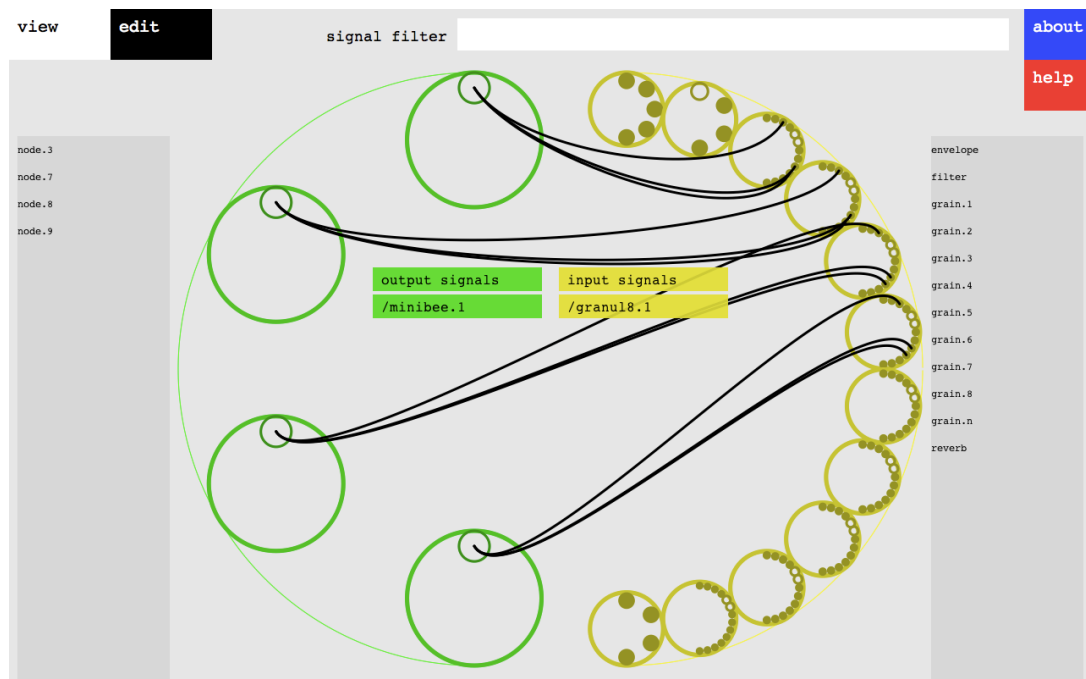 view
edit
signal filter
about
help
node.3
node.7
node.8
node.9
output signals
/minibee.1
input signals
/granul8.1
envelope
filter
grain.1
grain.2
grain.3
grain.4
grain.5
grain.6
grain.7
grain.8
grain.n
reverb